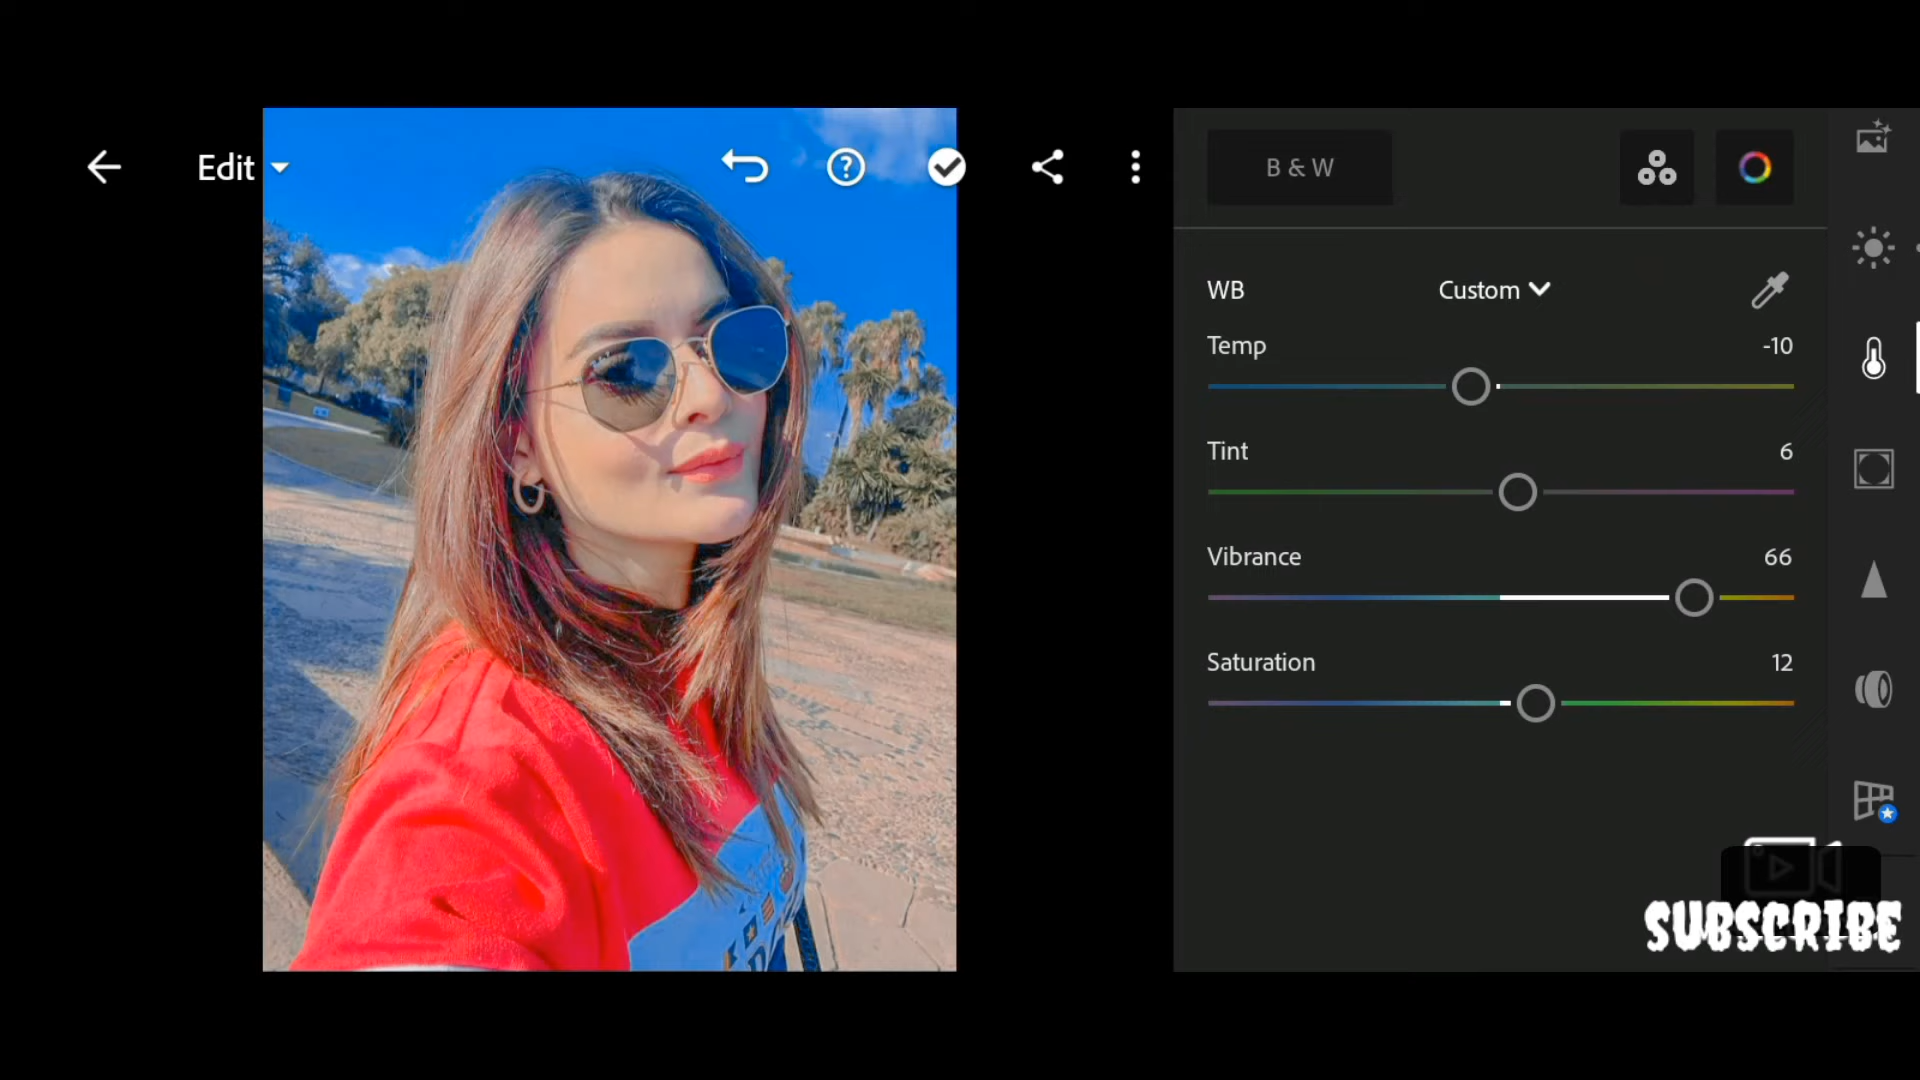 Edit
B & W
WB
Custom
Temp
-10
Tint
6
Vibrance
66
Saturation
12
SUBSCRIBE